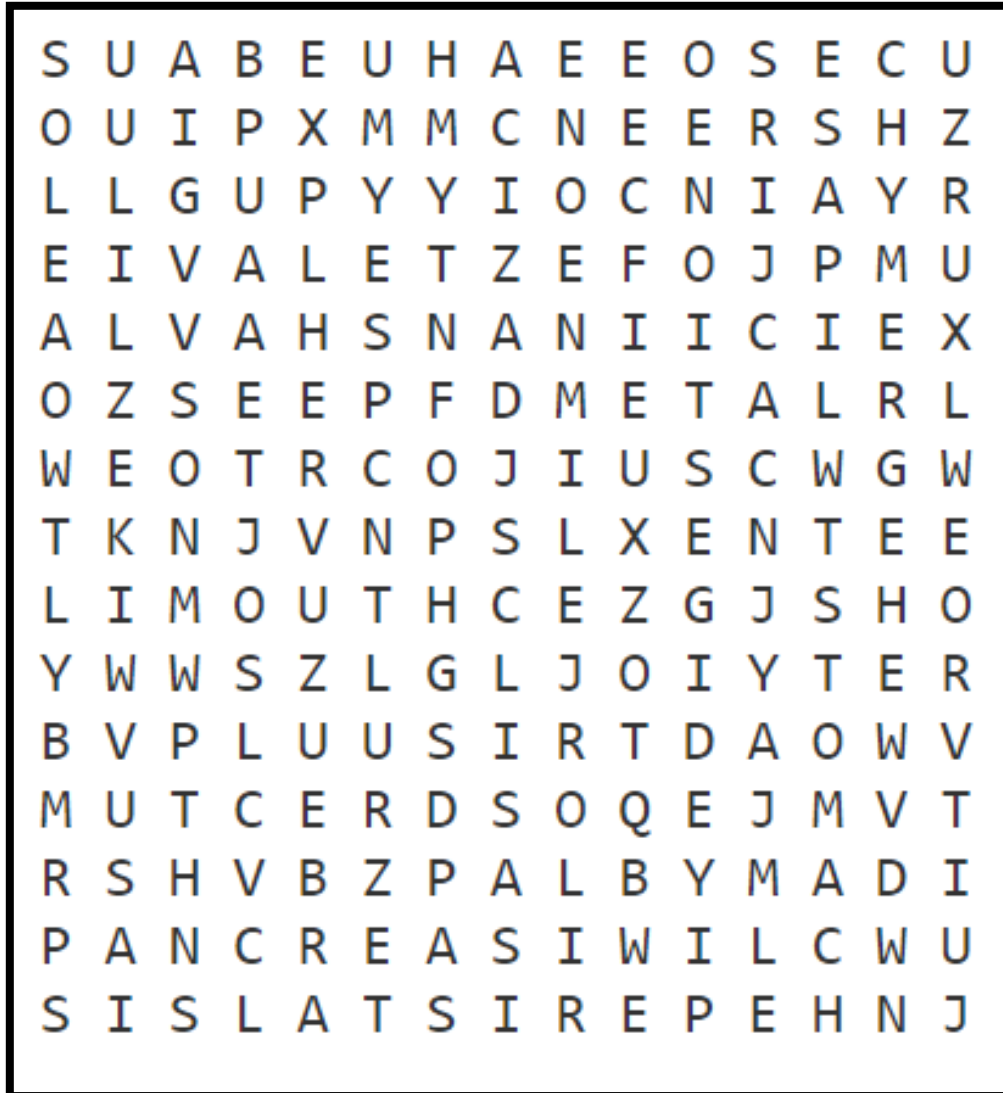 S U A B E U H A E E O S E C U
O U I P X M M C N E E R S H Z
L L G U P Y Y I O C N I A Y R
E I V A L E T Z E F O J P M U
A L V A H S N A N I I C I E X
O Z S E E P F D M E T A L R L
W E O T R C O J I U S C W G W
T K N J V N P S L X E N T E E
L I M O U T H C E Z G J S H O
Y W W S Z L G L J O I Y T E R
B V P L U U S I R T D A O W V
M U T C E R D S O Q E J M V T
R S H V B Z P A L B Y M A D I
P A N C R E A S I W I L C W U
S I S L A T S I R E P E H N J